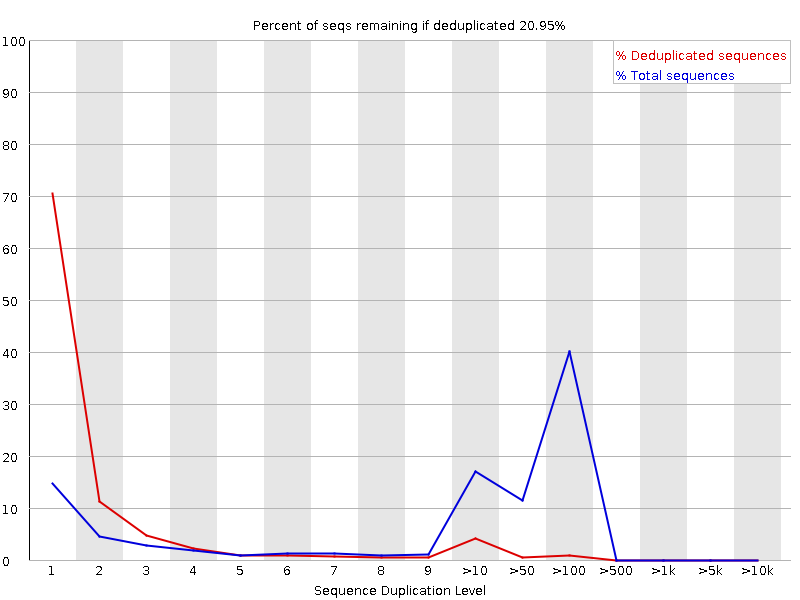 Percent of seqs remaining if deduplicated 20.95%
% Deduplicated sequences
% Total sequences
100
90
80
70
60
50
40
30
20
10
0
1 2 3 4 5 6 7 8 9 >10 >50 >100 >500 >1k >5k >10k
Sequence Duplication Level